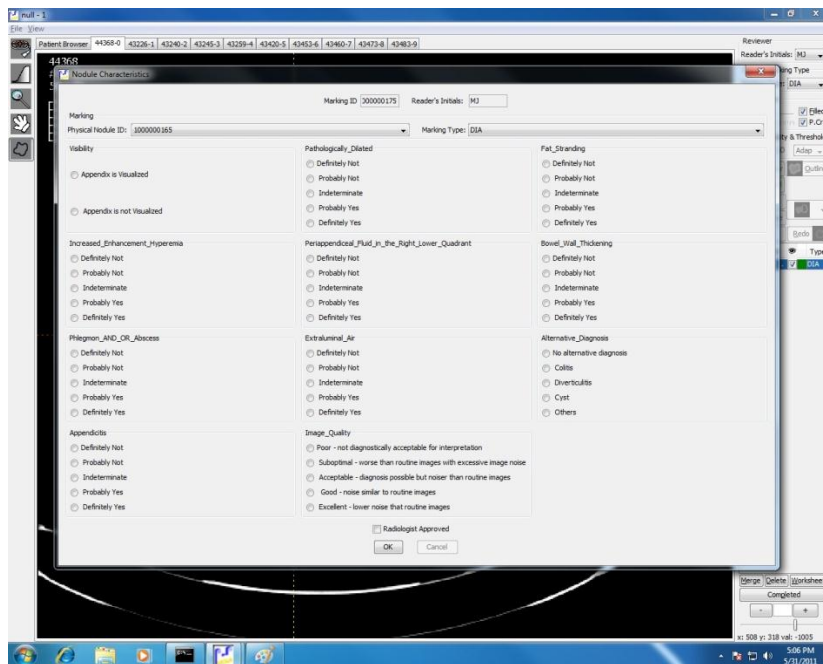 null - 1
File View
Patient Browser 44368-0 43226-1 43240-2 43245-3 43259-4 43420-5 43453-6 43460-7 43473-8 43483-9
Reviewer
Reader's Initials: MJ
44368
Nodule Characteristics
Type
DIA
Marking ID 000000175 Reader's Initials: MJ
Marking
Physical Nodule ID: 1000000165 Marking Type: DIA
Visibility
Appendix is Visualized
Appendix is not Visualized
Pathologically_Dilated
Definitely Not
Probably Not
Indeterminate
Probably Yes
Definitely Yes
Fat_Stranding
Definitely Not
Probably Not
Indeterminate
Probably Yes
Definitely Yes
Increased_Enhancement_Hyperemia
Definitely Not
Probably Not
Indeterminate
Probably Yes
Definitely Yes
Periappendiceal_Fluid_in_the_Right_Lower_Quadrant
Definitely Not
Probably Not
Indeterminate
Probably Yes
Definitely Yes
Bowel_Wall_Thickening
Definitely Not
Probably Not
Indeterminate
Probably Yes
Definitely Yes
Phlegmon_AND_OR_Abscess
Definitely Not
Probably Not
Indeterminate
Probably Yes
Definitely Yes
Extraluminal_Air
Definitely Not
Probably Not
Indeterminate
Probably Yes
Definitely Yes
Alternative_Diagnosis
No alternative diagnosis
Colitis
Diverticulitis
Cyst
Others
Appendicitis
Definitely Not
Probably Not
Indeterminate
Probably Yes
Definitely Yes
Image_Quality
Poor - not diagnostically acceptable for interpretation
Suboptimal - worse than routine images with excessive image noise
Acceptable - diagnosis possible but noiser than routine images
Good - noise similar to routine images
Excellent - lower noise that routine images
Radiologist Approved
OK Cancel
Adap
Redo
DIA
Merge Delete Workshee
Completed
- +
x: 508 y: 318 val: -1005
5:06 PM
5/31/2011